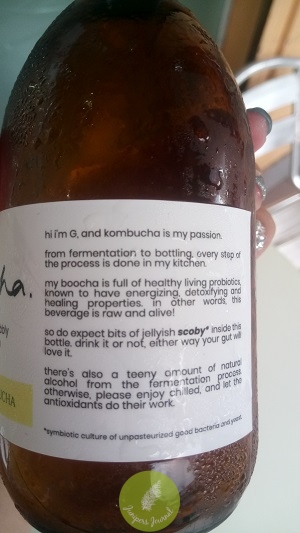 hi i'm G, and kombucha is my passion.
from fermentation to bottling, every step of
the process is done in my kitchen.
my boocha is full of healthy living probiotics,
known to have energizing, detoxifying and
healing properties. in other words, this
beverage is raw and alive!
so do expect bits of jellyish scoby* inside this
bottle. drink it or not, either way your gut will
love it.
there's also a teeny amount of natural
alcohol from the fermentation process.
otherwise, please enjoy chilled, and let the
antioxidants do their work.
*symbiotic culture of unpasteurized good bacteria and yeast.
ha.
bbly
UCHA